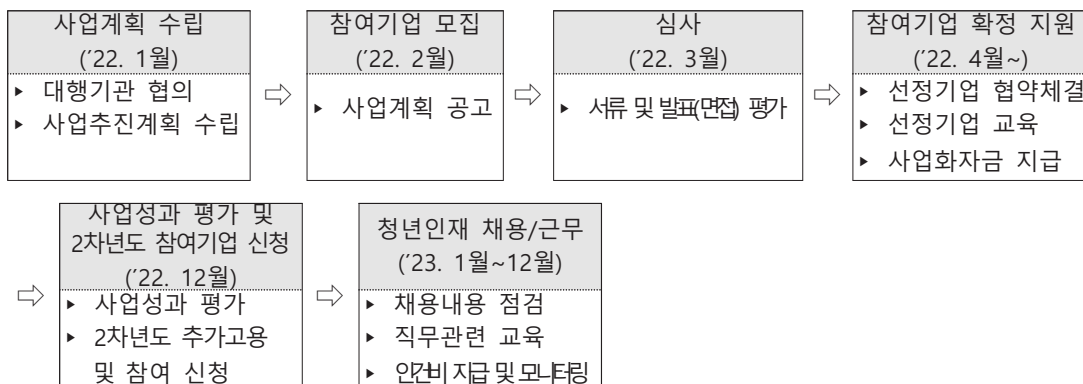 사업계획 수립
(′22. 1월)
▸ 대행기관 협의
▸ 사업추진계획 수립
⇨
참여기업 모집
(′22. 2월)
▸ 사업계획 공고
⇨
심사
(′22. 3월)
▸ 서류 및 발표(면접) 평가
⇨
참여기업 확정 지원
(′22. 4월~)
▸ 선정기업 협약체결
▸ 선정기업 교육
▸ 사업화자금 지급
⇨
사업성과 평가 및
2차년도 참여기업 신청
(′22. 12월)
▸ 사업성과 평가
▸ 2차년도 추가고용
및 참여 신청
⇨
청년인재 채용/근무
(′23. 1월~12월)
▸ 채용내용 점검
▸ 직무관련 교육
▸ 인건비 지급 및 모니터링